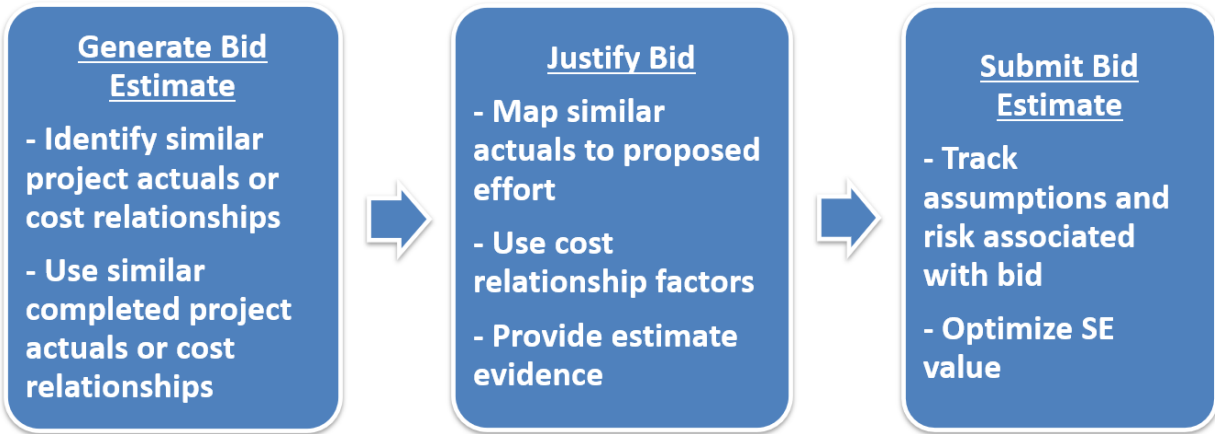 Generate Bid
Estimate
- Identify similar
project actuals or
cost relationships
- Use similar
completed project
actuals or cost
relationships
Justify Bid
- Map similar
actuals to proposed
effort
- Use cost
relationship factors
- Provide estimate
evidence
Submit Bid
Estimate
- Track
assumptions and
risk associated
with bid
- Optimize SE
value